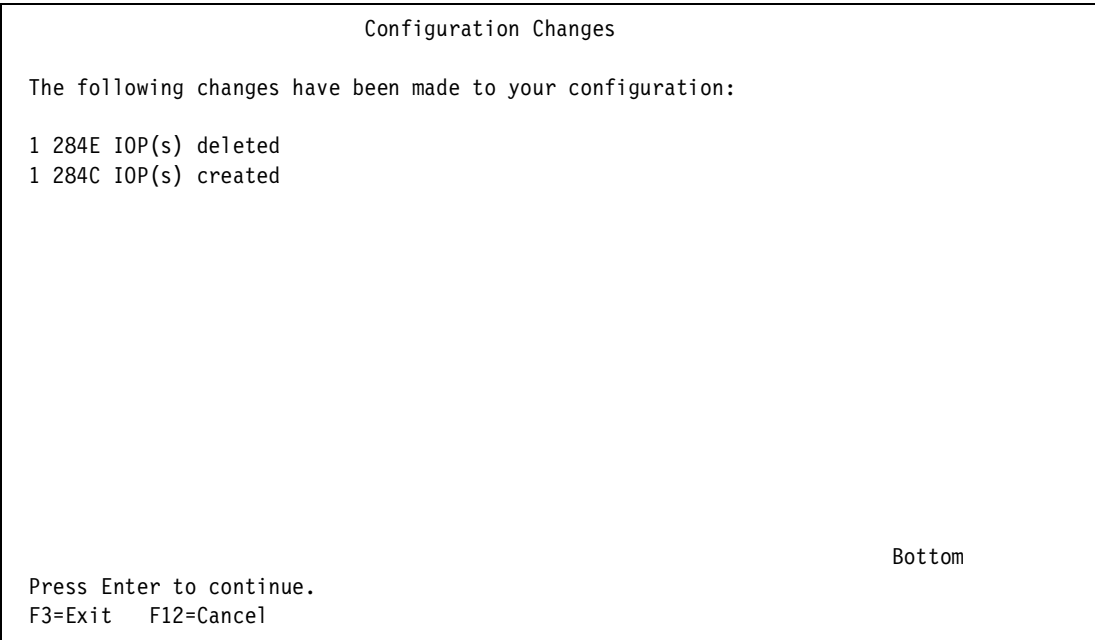 Configuration Changes
The following changes have been made to your configuration:
1 284E IOP(s) deleted
1 284C IOP(s) created
Bottom
Press Enter to continue.
F3=Exit F12=Cancel